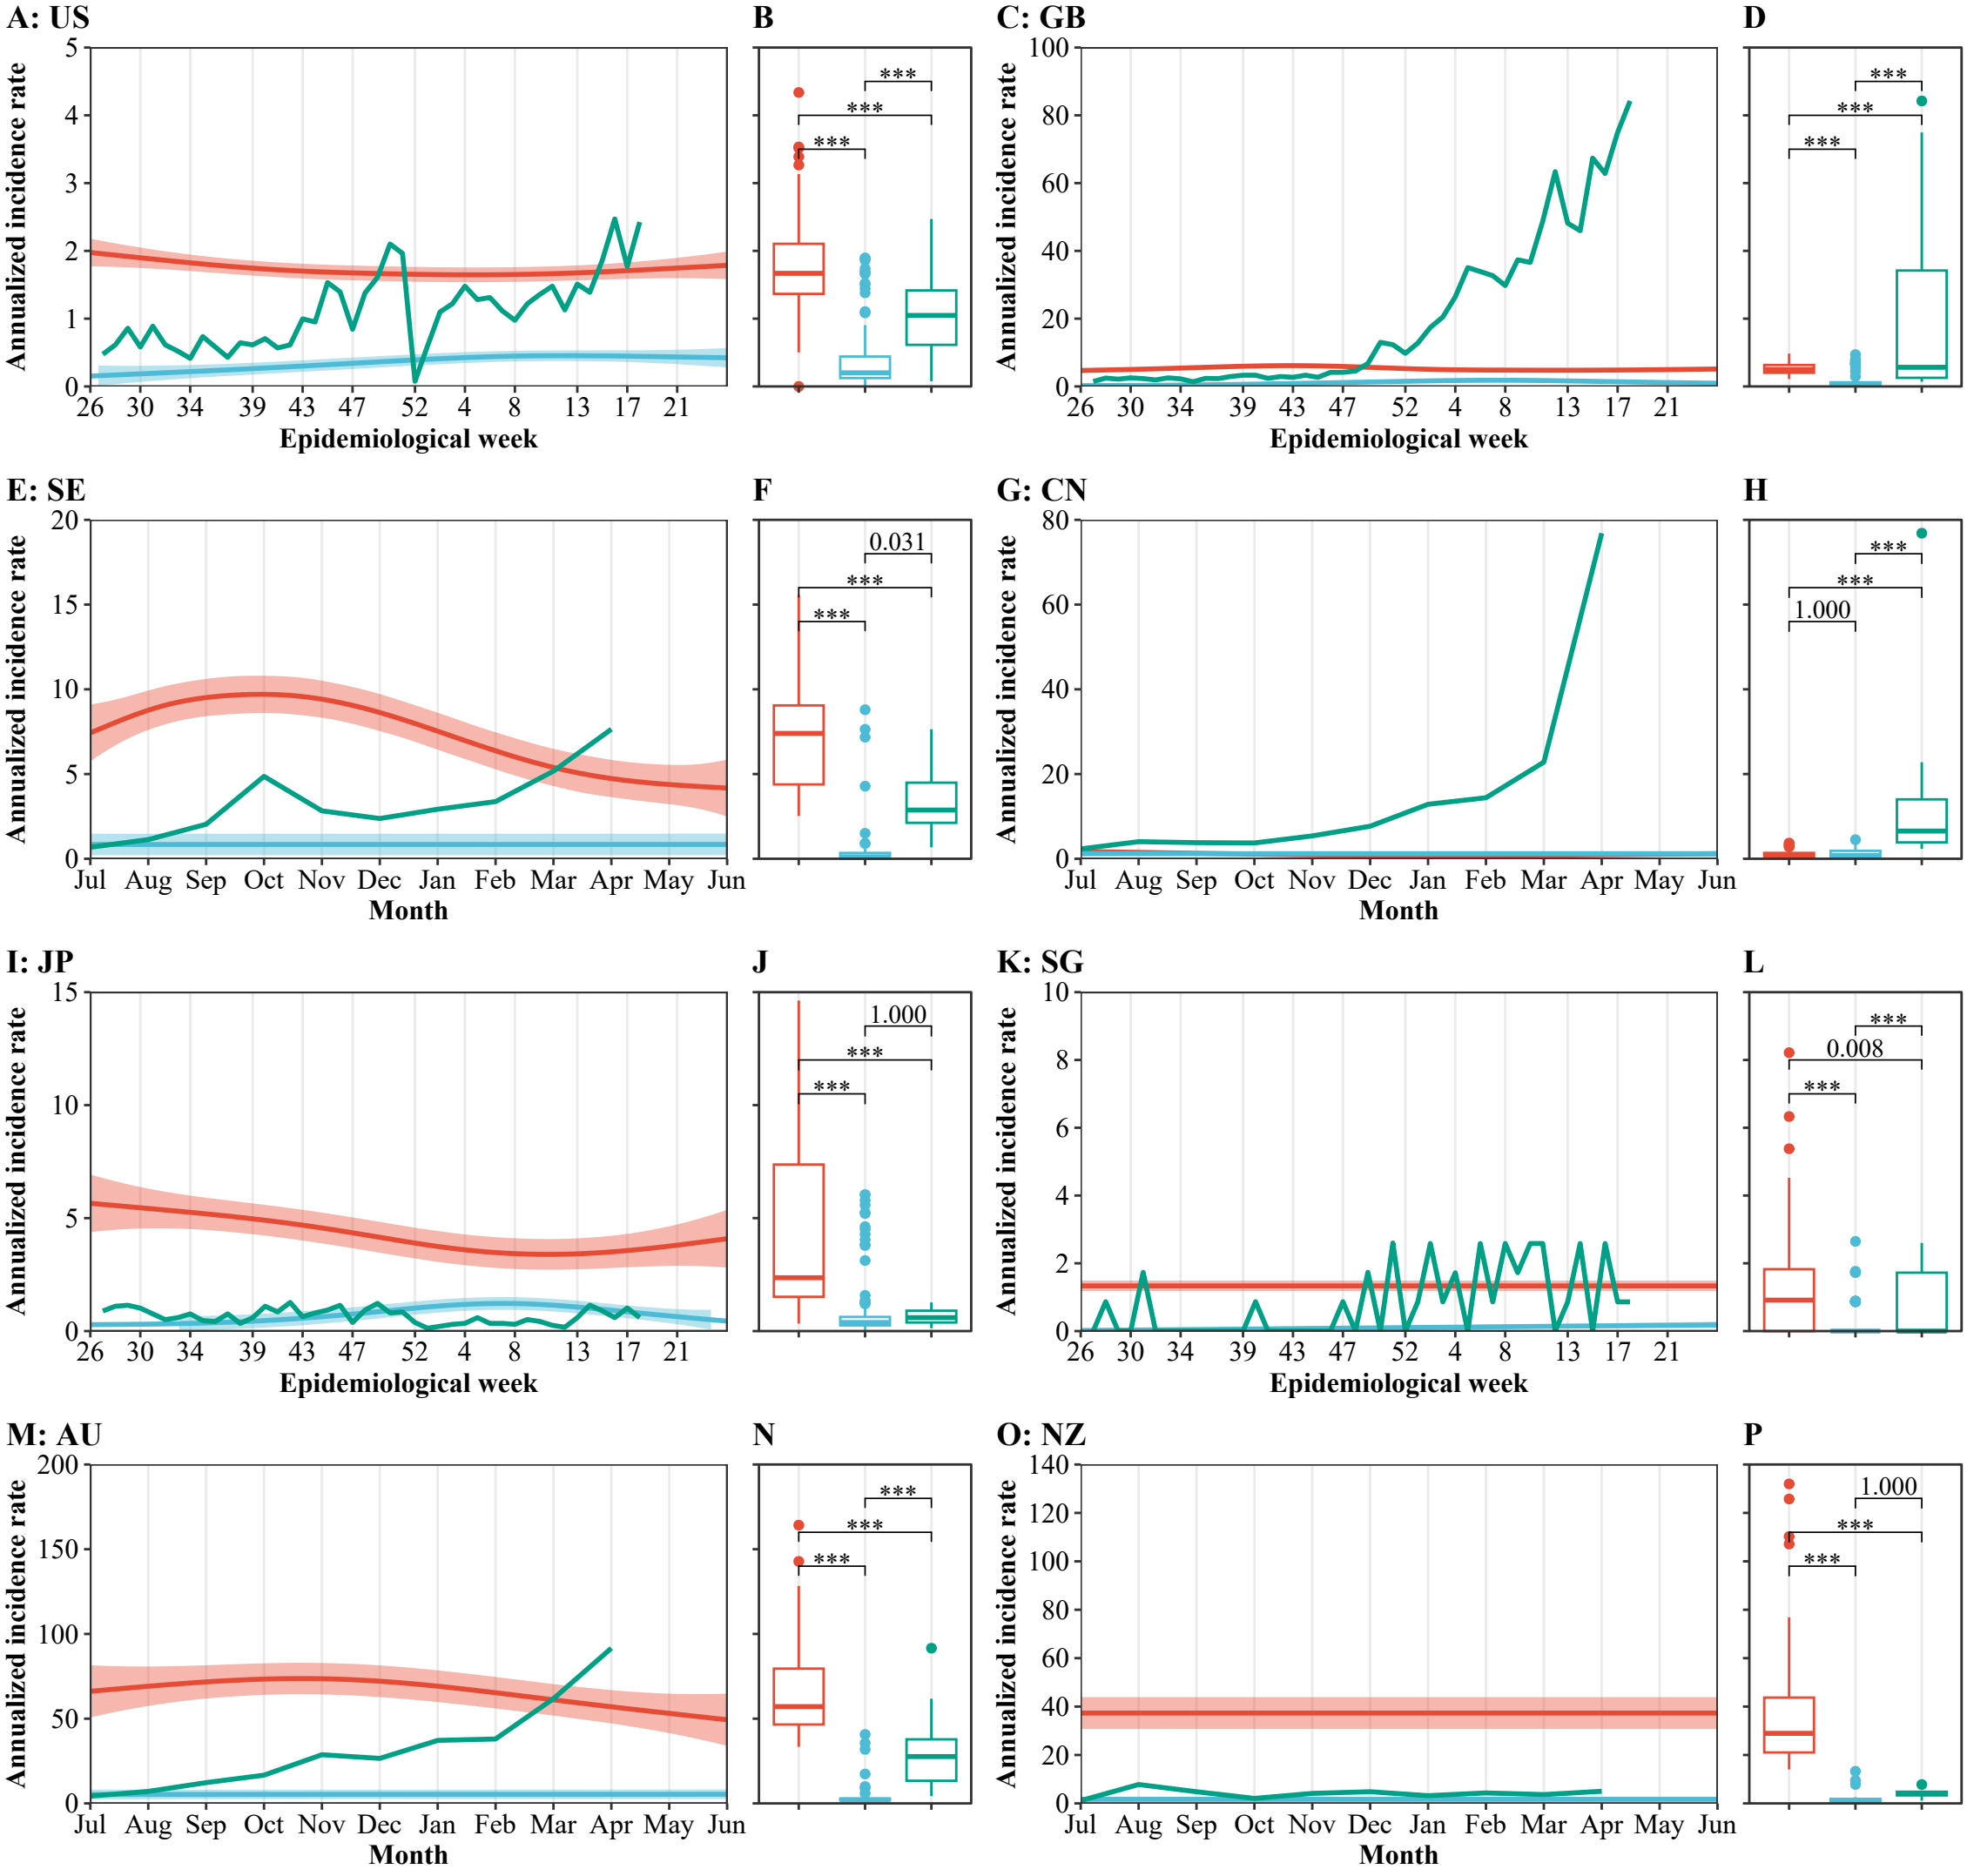 A: US
B
C: GB
D
Annualized incidence rate
5
4
3
2
1
0
26 30 34 39 43 47 52 4 8 13 17 21
Epidemiological week
***
***
***
Annualized incidence rate
100
80
60
40
20
0
26 30 34 39 43 47 52 4 8 13 17 21
Epidemiological week
***
***
***
E: SE
F
G: CN
H
Annualized incidence rate
20
15
10
5
0
Jul Aug Sep Oct Nov Dec Jan Feb Mar Apr May Jun
Month
0.031
***
***
Annualized incidence rate
80
60
40
20
0
Jul Aug Sep Oct Nov Dec Jan Feb Mar Apr May Jun
Month
***
***
1.000
I: JP
J
K: SG
L
Annualized incidence rate
15
10
5
0
26 30 34 39 43 47 52 4 8 13 17 21
Epidemiological week
1.000
***
***
Annualized incidence rate
10
8
6
4
2
0
26 30 34 39 43 47 52 4 8 13 17 21
Epidemiological week
***
0.008
***
M: AU
N
O: NZ
P
Annualized incidence rate
200
150
100
50
0
Jul Aug Sep Oct Nov Dec Jan Feb Mar Apr May Jun
Month
***
***
***
Annualized incidence rate
140
120
100
80
60
40
20
0
Jul Aug Sep Oct Nov Dec Jan Feb Mar Apr May Jun
Month
1.000
***
***